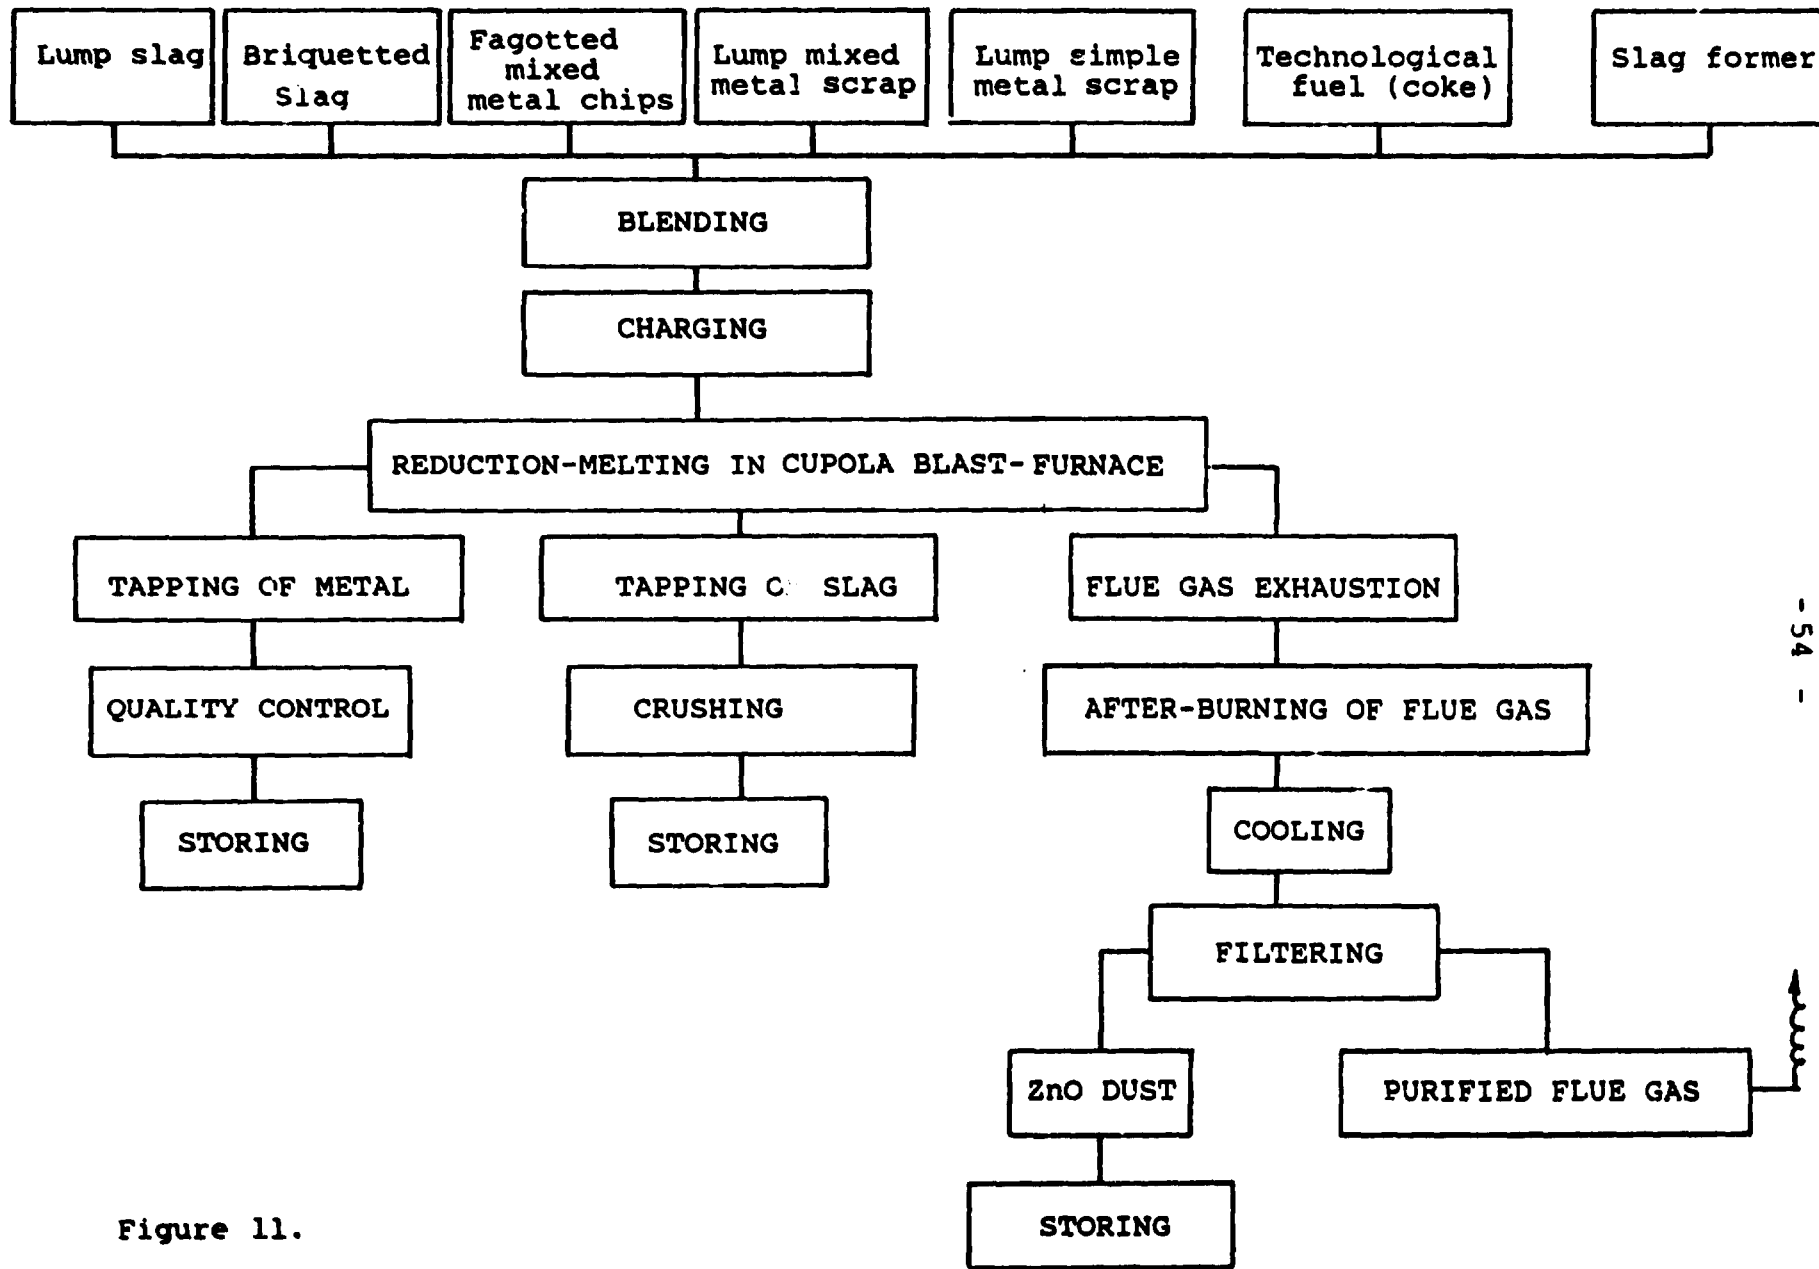 Lump slag
Briquetted
Slag
Fagotted
mixed
metal chips
Lump mixed
metal scrap
Lump simple
metal scrap
Technological
fuel (coke)
Slag former
BLENDING
CHARGING
REDUCTION-MELTING IN CUPOLA BLAST-FURNACE
TAPPING OF METAL
TAPPING O SLAG
FLUE GAS EXHAUSTION
QUALITY CONTROL
CRUSHING
AFTER-BURNING OF FLUE GAS
STORING
STORING
COOLING
FILTERING
ZnO DUST
PURIFIED FLUE GAS
STORING
Figure 11.
- 54 -